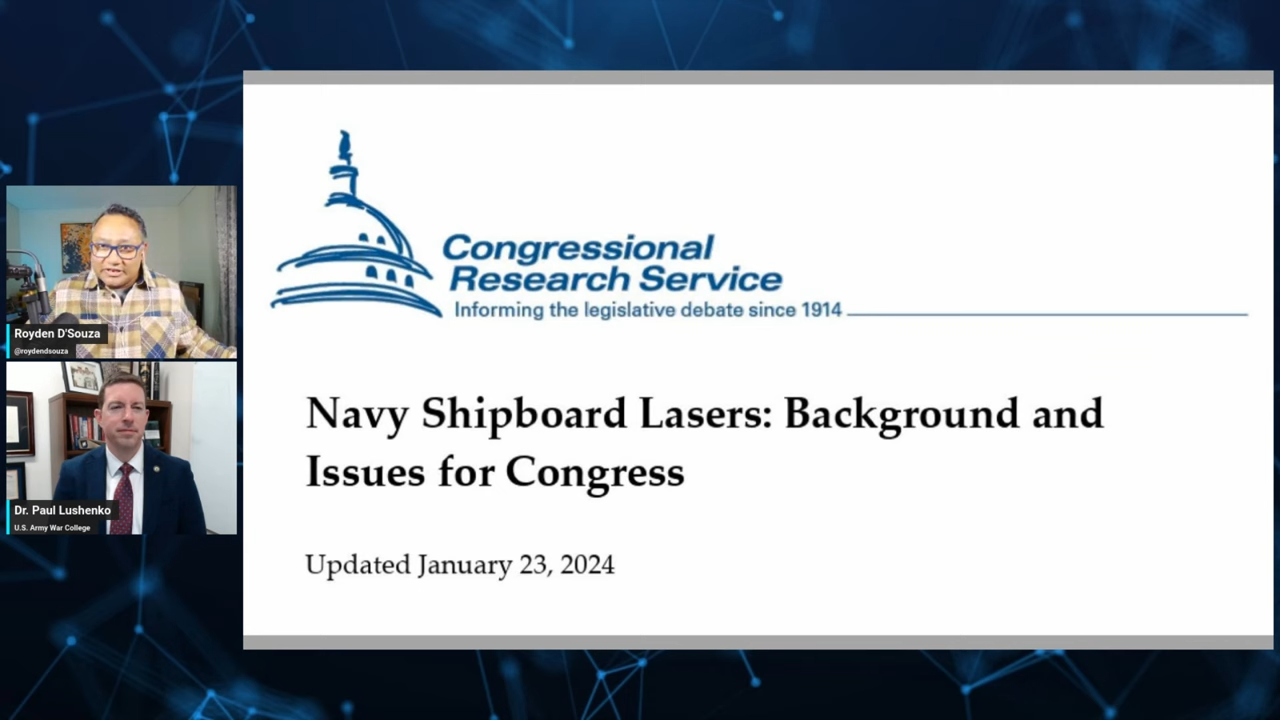 Royden D'Souza
@roydendsouza
Dr. Paul Lushenko
U.S. Army War College
Congressional
Research Service
Informing the legislative debate since 1914
Navy Shipboard Lasers: Background and
Issues for Congress
Updated January 23, 2024